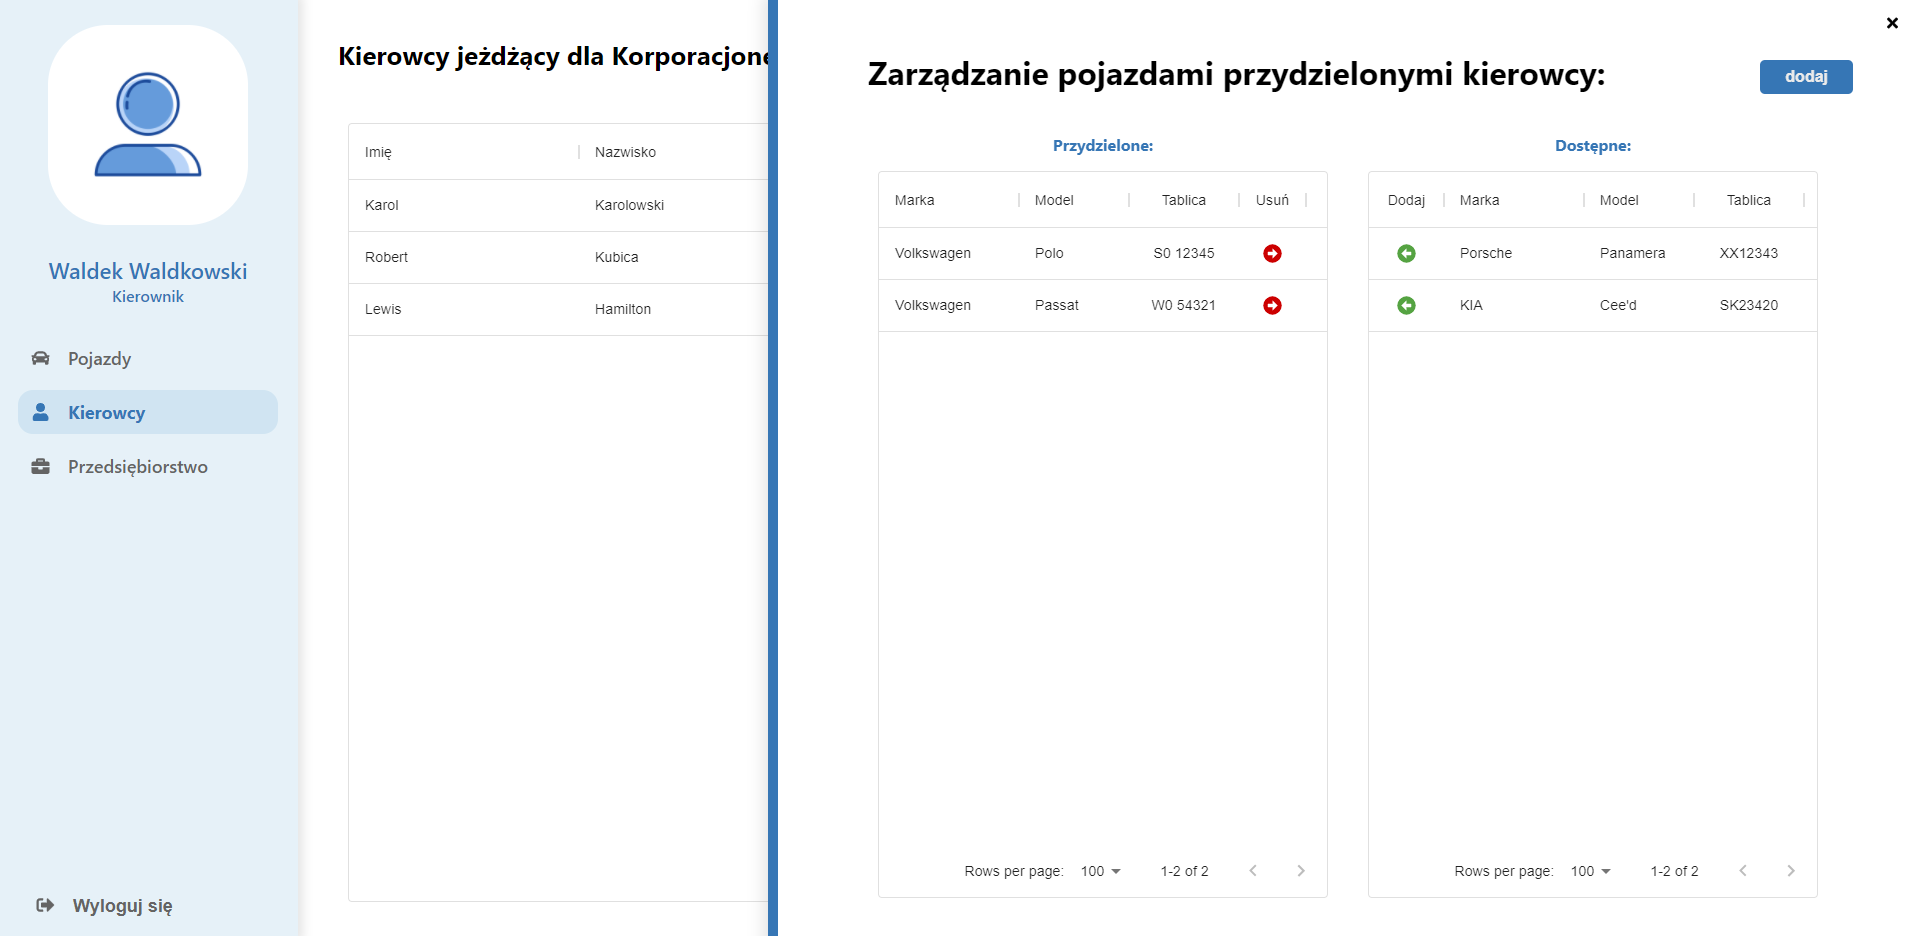 Waldek Waldkowski
Kierownik
Pojazdy
Kierowcy
Przedsiębiorstwo
Wyloguj się
Kierowcy jeżdżący dla Korporacjone
Imię Nazwisko
Karol Karolowski
Robert Kubica
Lewis Hamilton
Zarządzanie pojazdami przydzielonymi kierowcy:
dodaj
Przydzielone:
Marka Model Tablica Usuń
Volkswagen Polo S0 12345
Volkswagen Passat W0 54321
Rows per page: 100 1-2 of 2
Dostępne:
Dodaj Marka Model Tablica
Porsche Panamera XX12343
KIA Cee'd SK23420
Rows per page: 100 1-2 of 2